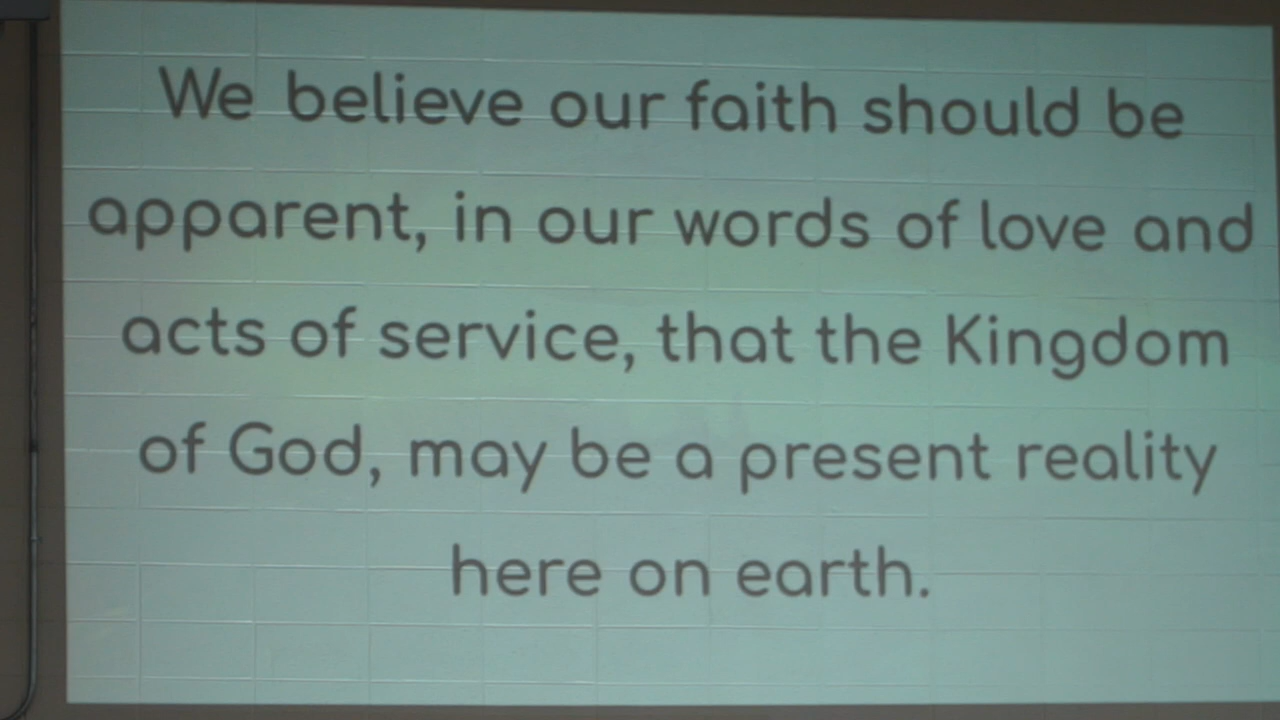 We believe our faith should be
apparent, in our words of love and
acts of service, that the Kingdom
of God, may be a present reality
here on earth.